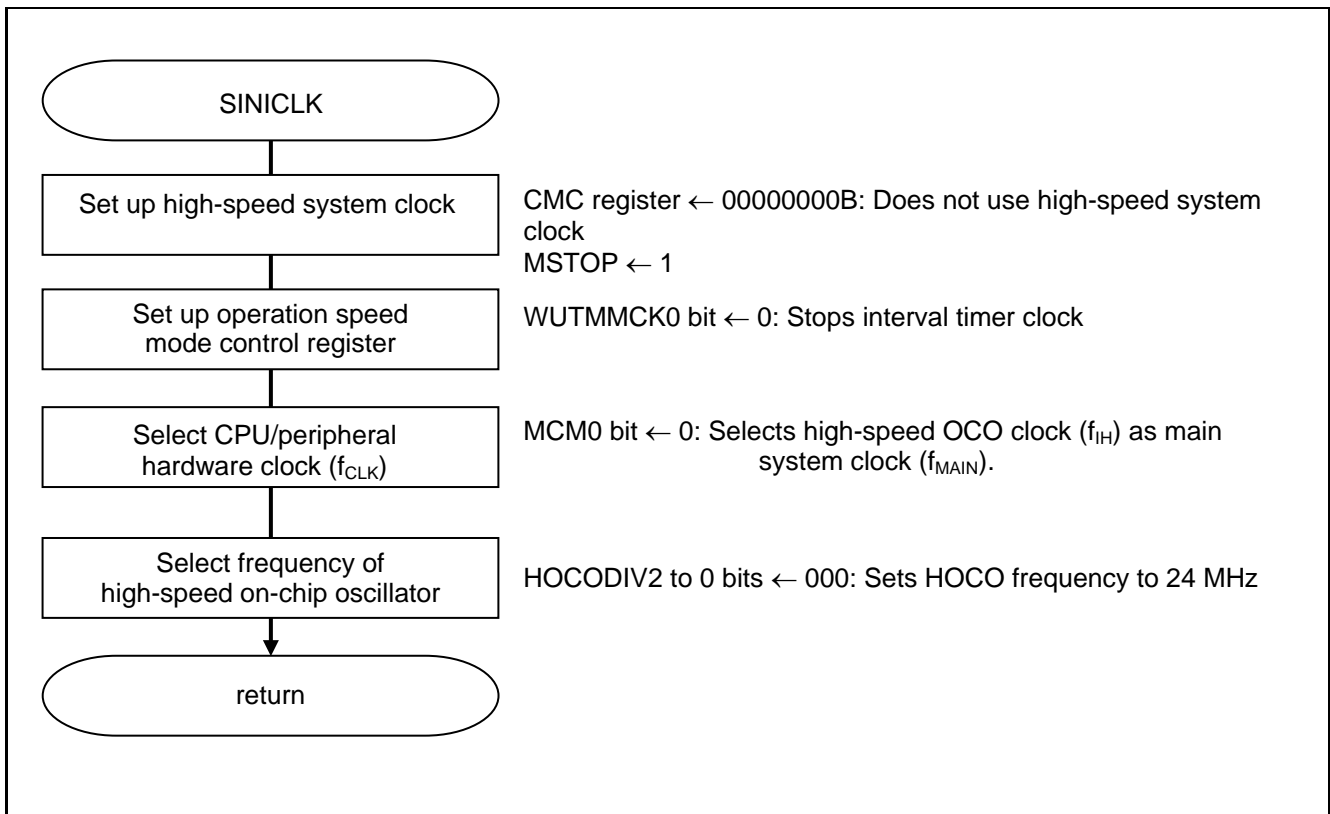 SINICLK
Set up high-speed system clock
CMC register ← 00000000B: Does not use high-speed system
clock
MSTOP ← 1
Set up operation speed
mode control register
WUTMMCK0 bit ← 0: Stops interval timer clock
Select CPU/peripheral
hardware clock (fCLK)
MCM0 bit ← 0: Selects high-speed OCO clock (fIH) as main
system clock (fMAIN).
Select frequency of
high-speed on-chip oscillator
HOCODIV2 to 0 bits ← 000: Sets HOCO frequency to 24 MHz
return